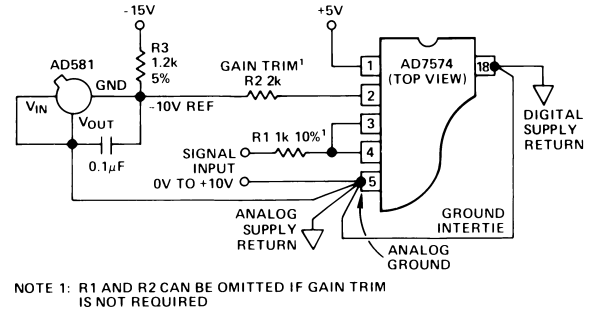 -15V
+5V
AD581
R3
1.2k
5%
GND
VIN
VOUT
0.1μF
-10V REF
GAIN TRIM¹
R2 2k
R1 1k 10%¹
SIGNAL
INPUT
0V TO +10V
1
2
3
4
5
AD7574
(TOP VIEW)
18
DIGITAL
SUPPLY
RETURN
ANALOG
SUPPLY
RETURN
ANALOG
GROUND
GROUND
INTERTIE
NOTE 1: R1 AND R2 CAN BE OMITTED IF GAIN TRIM
IS NOT REQUIRED